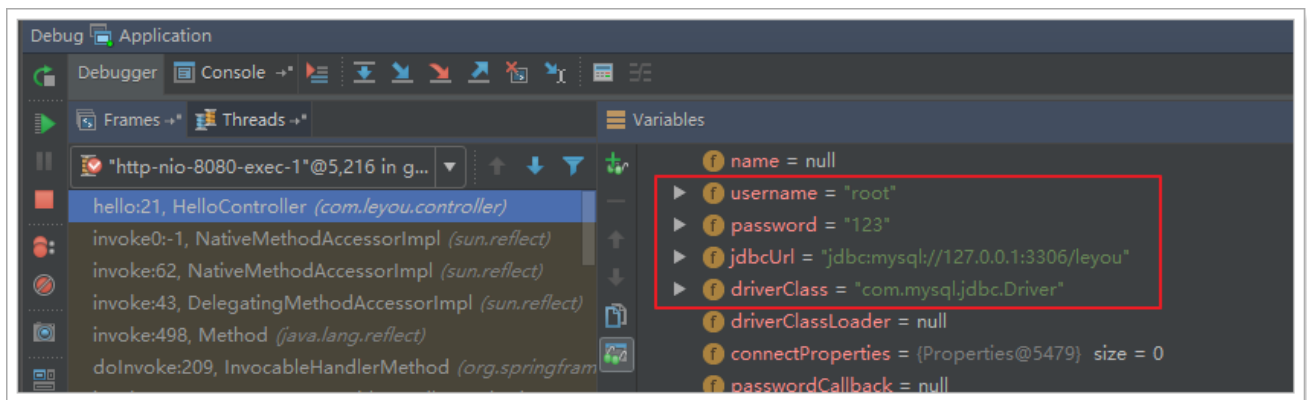 Debug Application
Debugger Console
Frames Threads
Variables
"http-nio-8080-exec-1"@5,216 in g...
hello:21, HelloController (com.leyou.controller)
invoke0:-1, NativeMethodAccessorImpl (sun.reflect)
invoke:62, NativeMethodAccessorImpl (sun.reflect)
invoke:43, DelegatingMethodAccessorImpl (sun.reflect)
invoke:498, Method (java.lang.reflect)
doInvoke:209, InvocableHandlerMethod (org.springfram
name = null
username = "root"
password = "123"
jdbcUrl = "jdbc:mysql://127.0.0.1:3306/leyou"
driverClass = "com.mysql.jdbc.Driver"
driverClassLoader = null
connectProperties = {Properties@5479} size = 0
passwordCallback = null